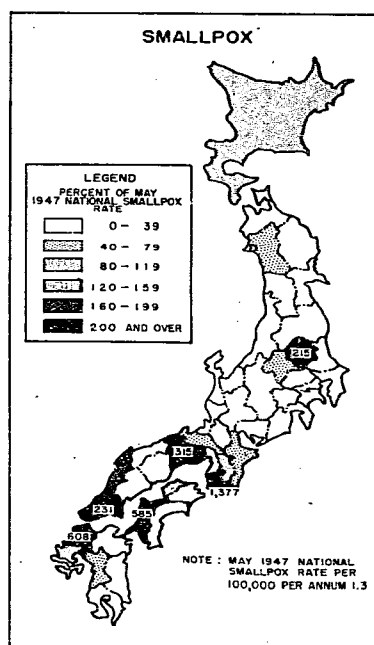 SMALLPOX
LEGEND
PERCENT OF MAY
1947 NATIONAL SMALLPOX
RATE
0 - 39
40 - 79
80 - 119
120 - 159
160 - 199
200 AND OVER
215
315
1,377
231
585
608
NOTE : MAY 1947 NATIONAL
SMALLPOX RATE PER
100,000 PER ANNUM 1.3